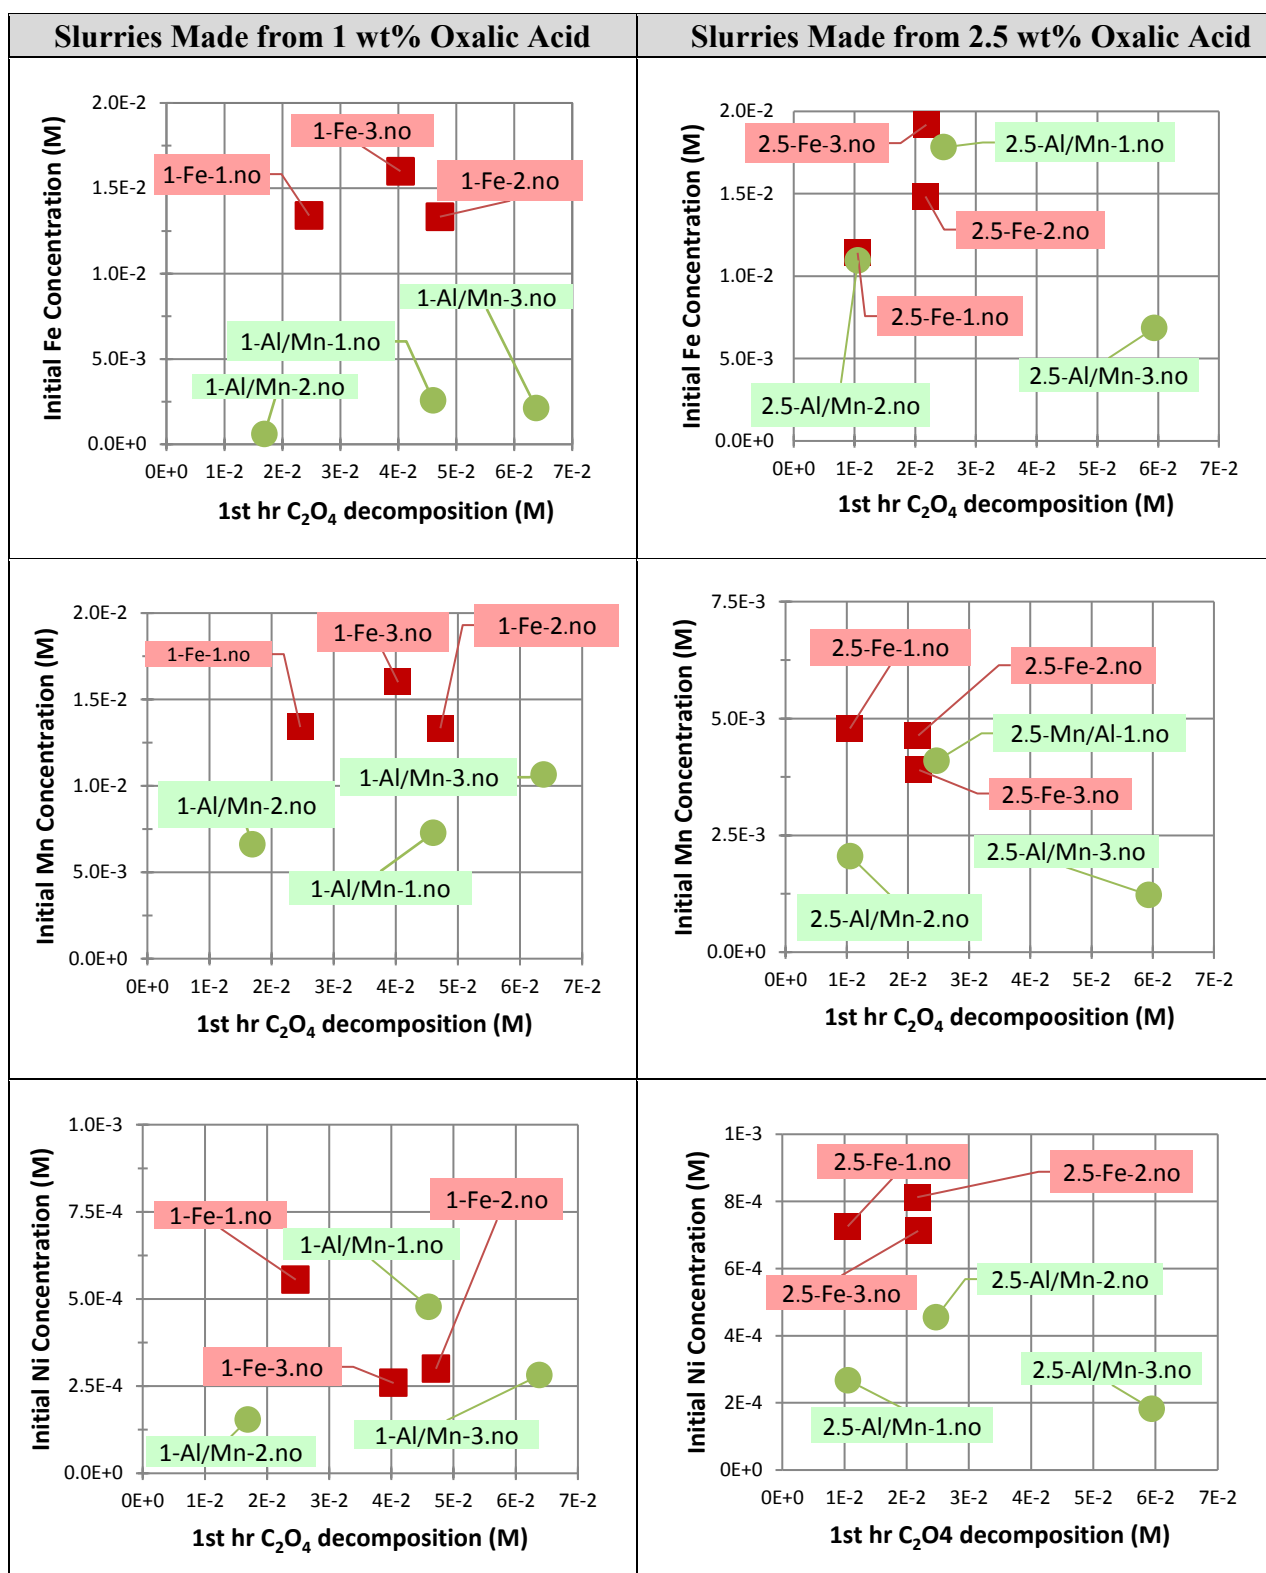 Slurries Made from 1 wt% Oxalic Acid
Slurries Made from 2.5 wt% Oxalic Acid
Initial Fe Concentration (M)
2.0E-2
1.5E-2
1.0E-2
5.0E-3
0.0E+0
1-Fe-3.no
1-Fe-1.no
1-Fe-2.no
1-Al/Mn-3.no
1-Al/Mn-1.no
1-Al/Mn-2.no
0E+0 1E-2 2E-2 3E-2 4E-2 5E-2 6E-2 7E-2
1st hr C₂O₄ decomposition (M)
Initial Fe Concentration (M)
2.0E-2
1.5E-2
1.0E-2
5.0E-3
0.0E+0
2.5-Fe-3.no
2.5-Al/Mn-1.no
2.5-Fe-2.no
2.5-Fe-1.no
2.5-Al/Mn-3.no
2.5-Al/Mn-2.no
0E+0 1E-2 2E-2 3E-2 4E-2 5E-2 6E-2 7E-2
1st hr C₂O₄ decomposition (M)
Initial Mn Concentration (M)
2.0E-2
1.5E-2
1.0E-2
5.0E-3
0.0E+0
1-Fe-3.no
1-Fe-2.no
1-Fe-1.no
1-Al/Mn-3.no
1-Al/Mn-2.no
1-Al/Mn-1.no
0E+0 1E-2 2E-2 3E-2 4E-2 5E-2 6E-2 7E-2
1st hr C₂O₄ decomposition (M)
Initial Mn Concentration (M)
7.5E-3
5.0E-3
2.5E-3
0.0E+0
2.5-Fe-1.no
2.5-Fe-2.no
2.5-Mn/Al-1.no
2.5-Fe-3.no
2.5-Al/Mn-3.no
2.5-Al/Mn-2.no
0E+0 1E-2 2E-2 3E-2 4E-2 5E-2 6E-2 7E-2
1st hr C₂O₄ decompoosition (M)
Initial Ni Concentration (M)
1.0E-3
7.5E-4
5.0E-4
2.5E-4
0.0E+0
1-Fe-2.no
1-Fe-1.no
1-Al/Mn-1.no
1-Fe-3.no
1-Al/Mn-3.no
1-Al/Mn-2.no
0E+0 1E-2 2E-2 3E-2 4E-2 5E-2 6E-2 7E-2
1st hr C₂O₄ decomposition (M)
Initial Ni Concentration (M)
1E-3
8E-4
6E-4
4E-4
2E-4
0E+0
2.5-Fe-1.no
2.5-Fe-2.no
2.5-Fe-3.no
2.5-Al/Mn-2.no
2.5-Al/Mn-3.no
2.5-Al/Mn-1.no
0E+0 1E-2 2E-2 3E-2 4E-2 5E-2 6E-2 7E-2
1st hr C2O4 decomposition (M)